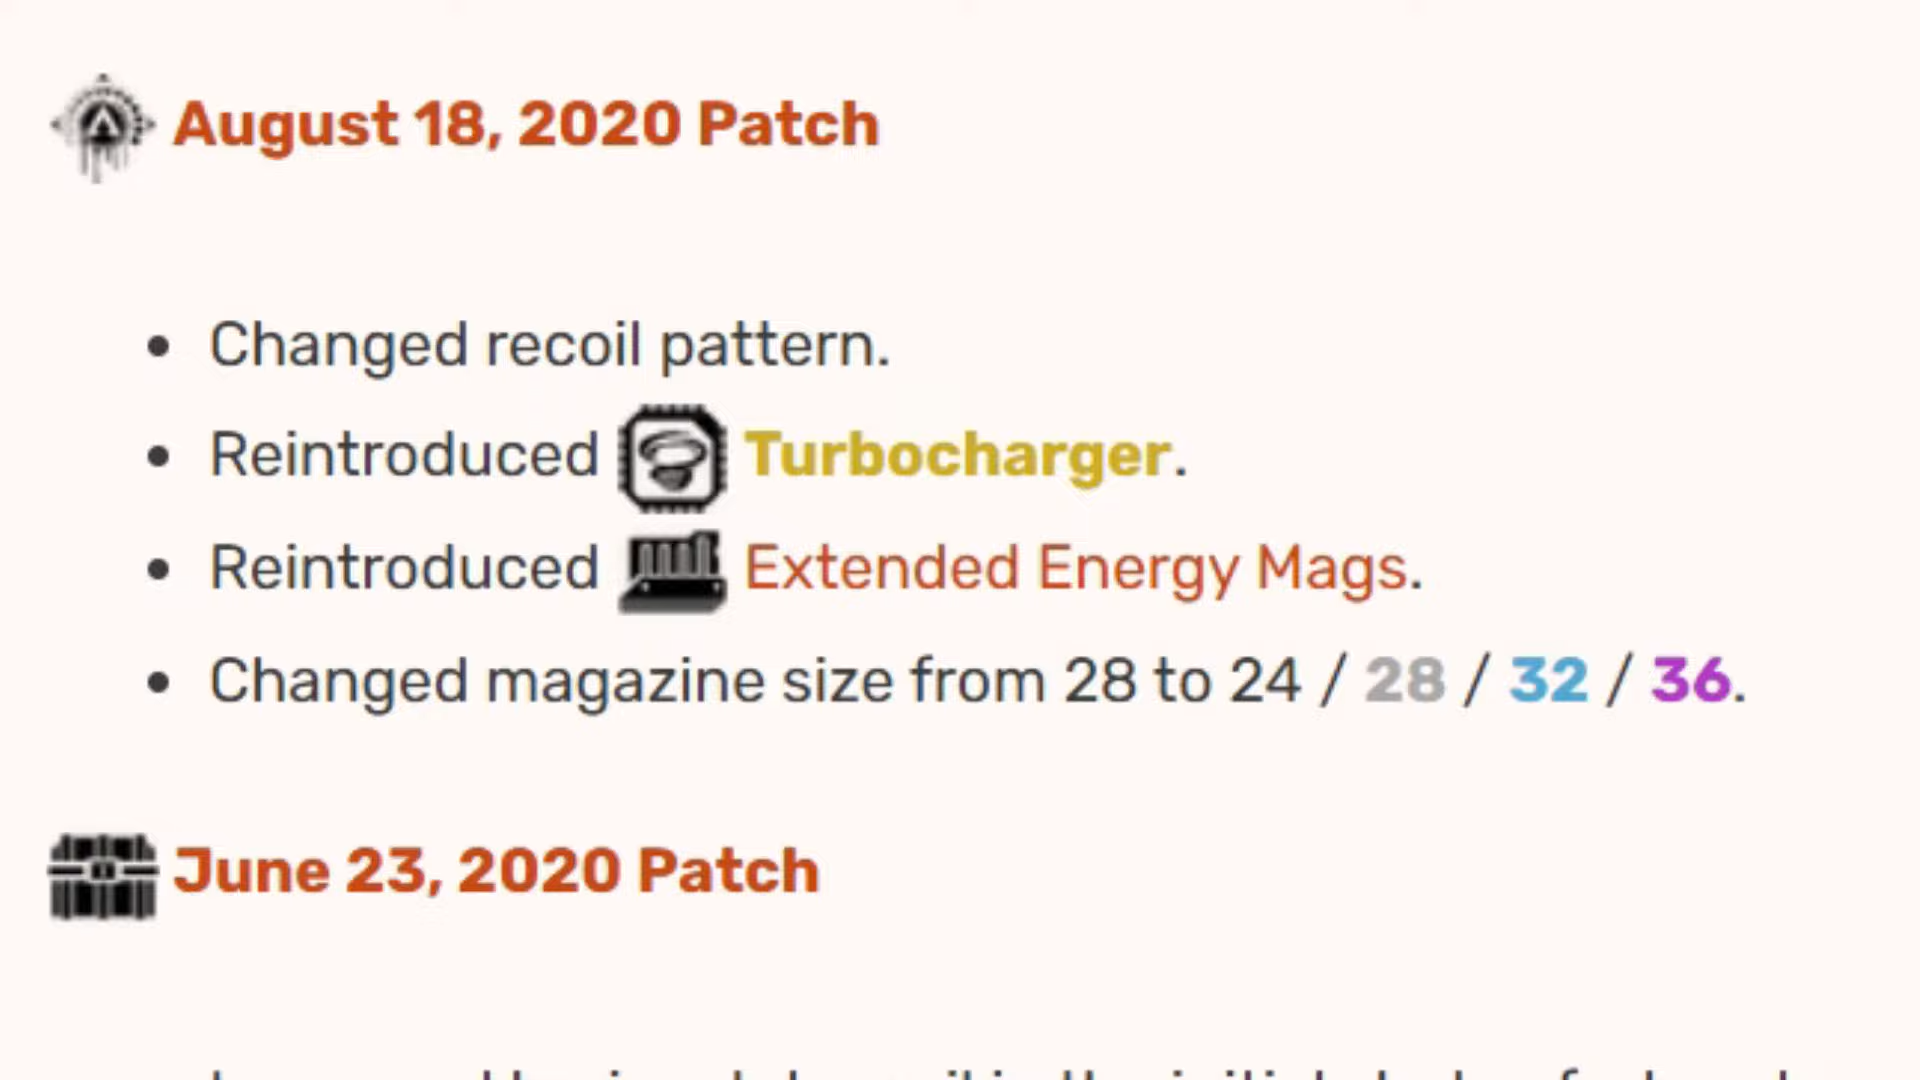 August 18, 2020 Patch
Changed recoil pattern.
Reintroduced Turbocharger.
Reintroduced Extended Energy Mags.
Changed magazine size from 28 to 24 / 28 / 32 / 36.
June 23, 2020 Patch